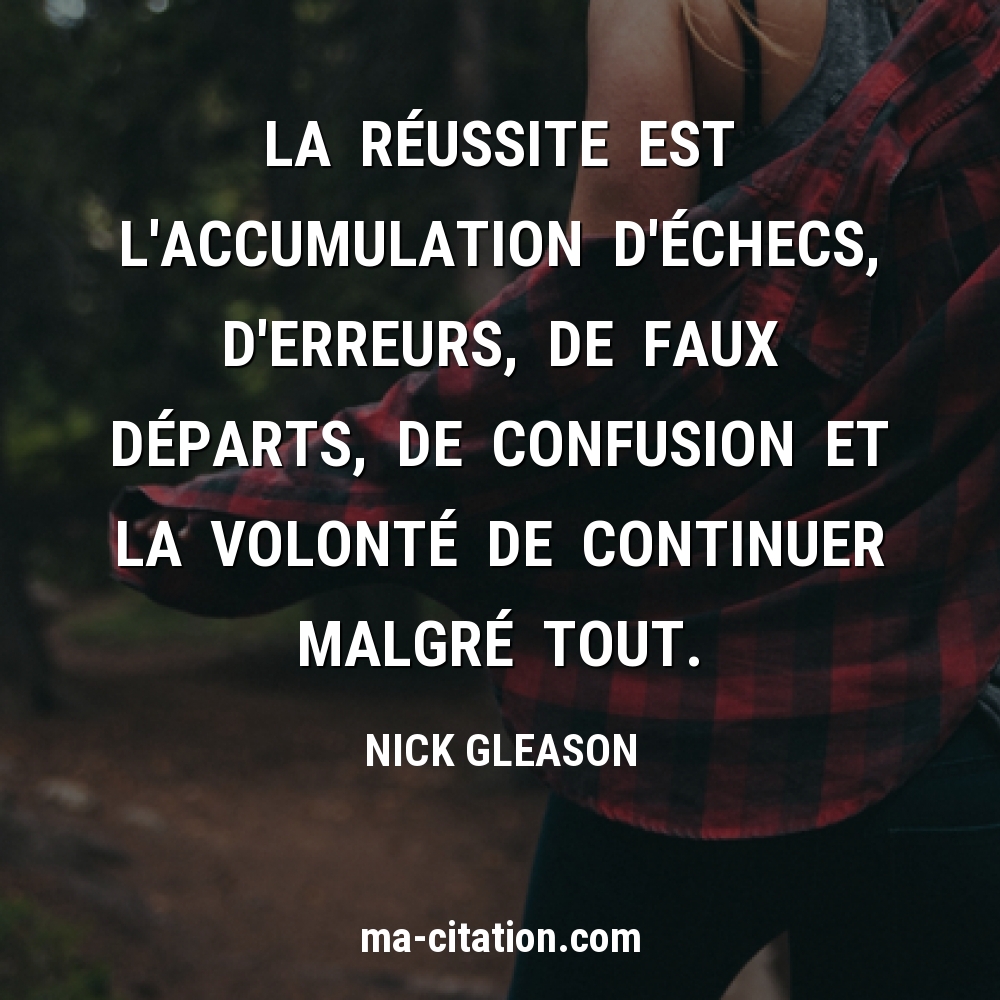 LA RÉUSSITE EST
L'ACCUMULATION D'ÉCHECS,
D'ERREURS, DE FAUX
DÉPARTS, DE CONFUSION ET
LA VOLONTÉ DE CONTINUER
MALGRÉ TOUT.
NICK GLEASON
ma-citation.com